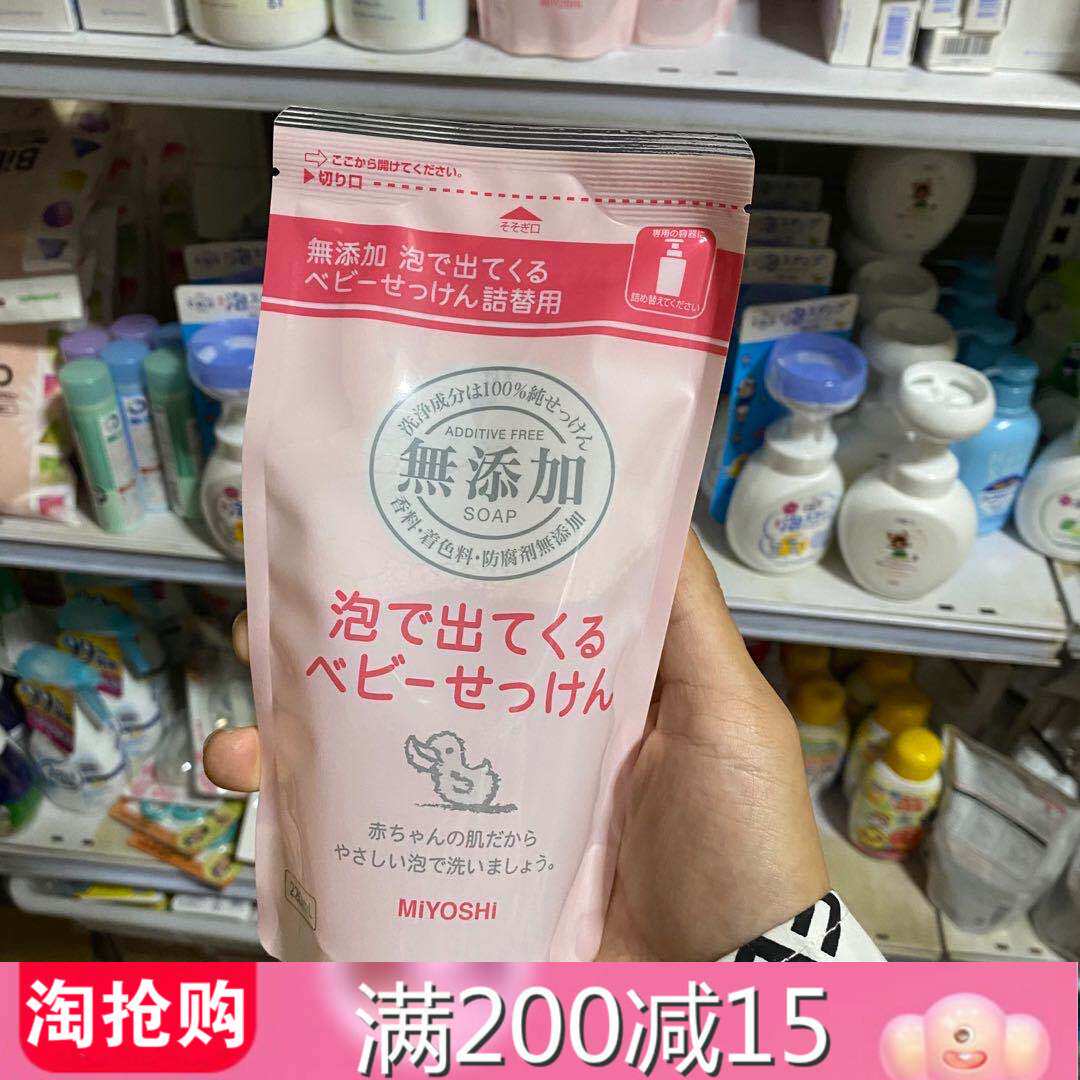 ここから開けてください。
切り口
そそぎ口
無添加 泡で出てくる
ベビーせっけん詰替用
専用の容器に
詰め替えてください
洗浄成分は100%純せっけん
ADDITIVE FREE
無添加
SOAP
香料・着色料・防腐剤無添加
泡で出てくる
ベビーせっけん
赤ちゃんの肌だから
やさしい泡で洗いましょう。
MiYOSHi
淘抢购
满200减15